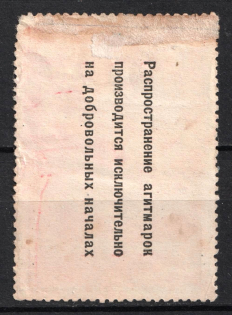 Распространение агитмарок
производится исключительно
на добровольных началах